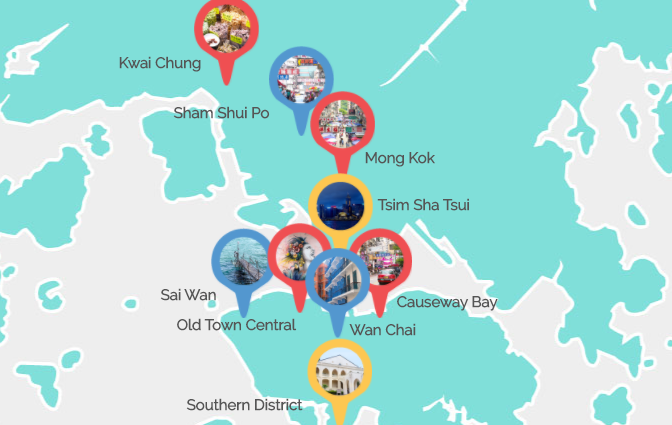 Kwai Chung
Sham Shui Po
Mong Kok
Tsim Sha Tsui
Sai Wan
Causeway Bay
Old Town Central
Wan Chai
Southern District